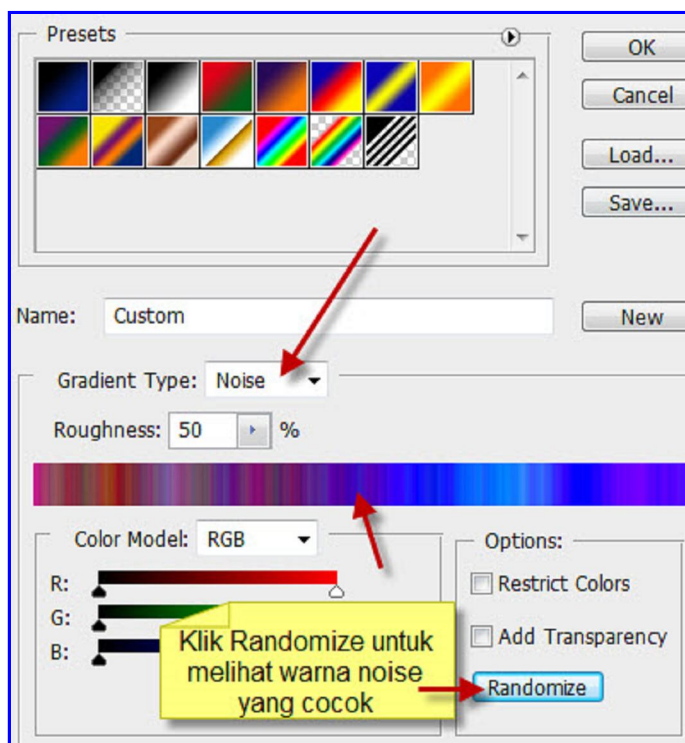 Presets
OK
Cancel
Load...
Save...
Name: Custom
New
Gradient Type: Noise
Roughness: 50 %
Color Model: RGB
Options:
R:
Restrict Colors
G:
B:
Add Transparency
Klik Randomize untuk
melihat warna noise
yang cocok
Randomize